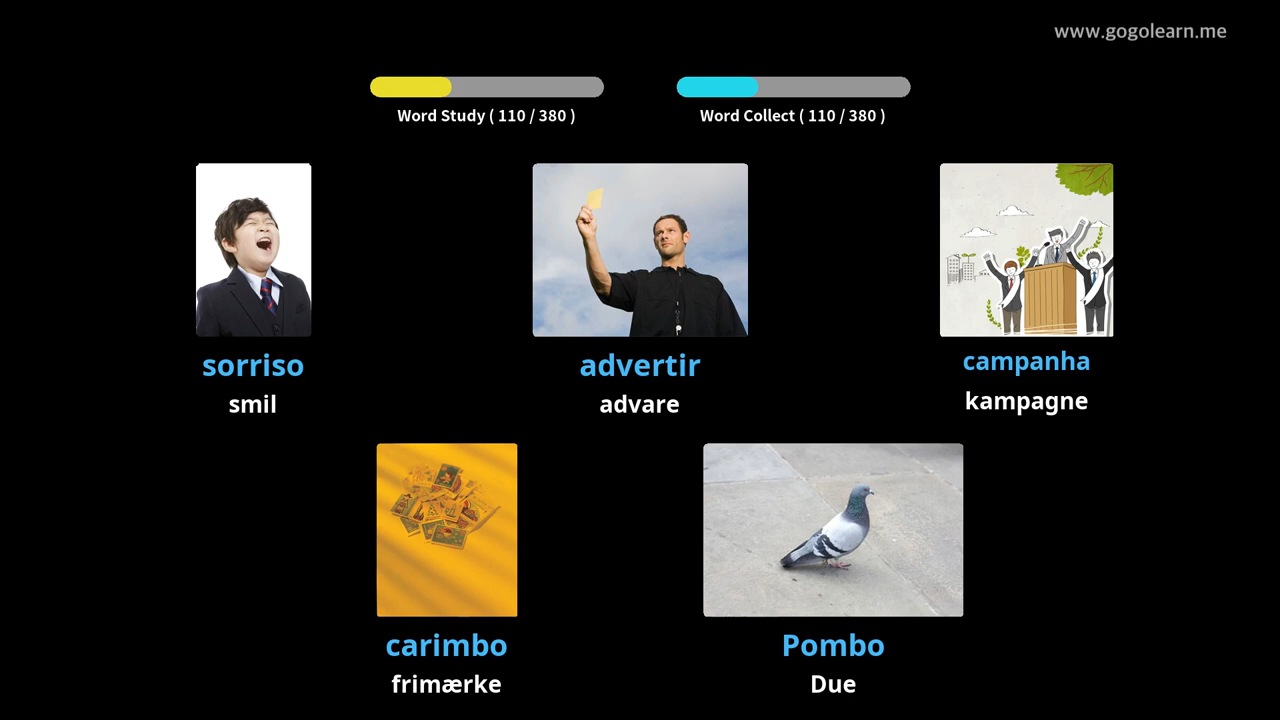 www.gogolearn.me
Word Study ( 110 / 380 )
Word Collect ( 110 / 380 )
sorriso
smil
advertir
advare
campanha
kampagne
carimbo
frimærke
Pombo
Due